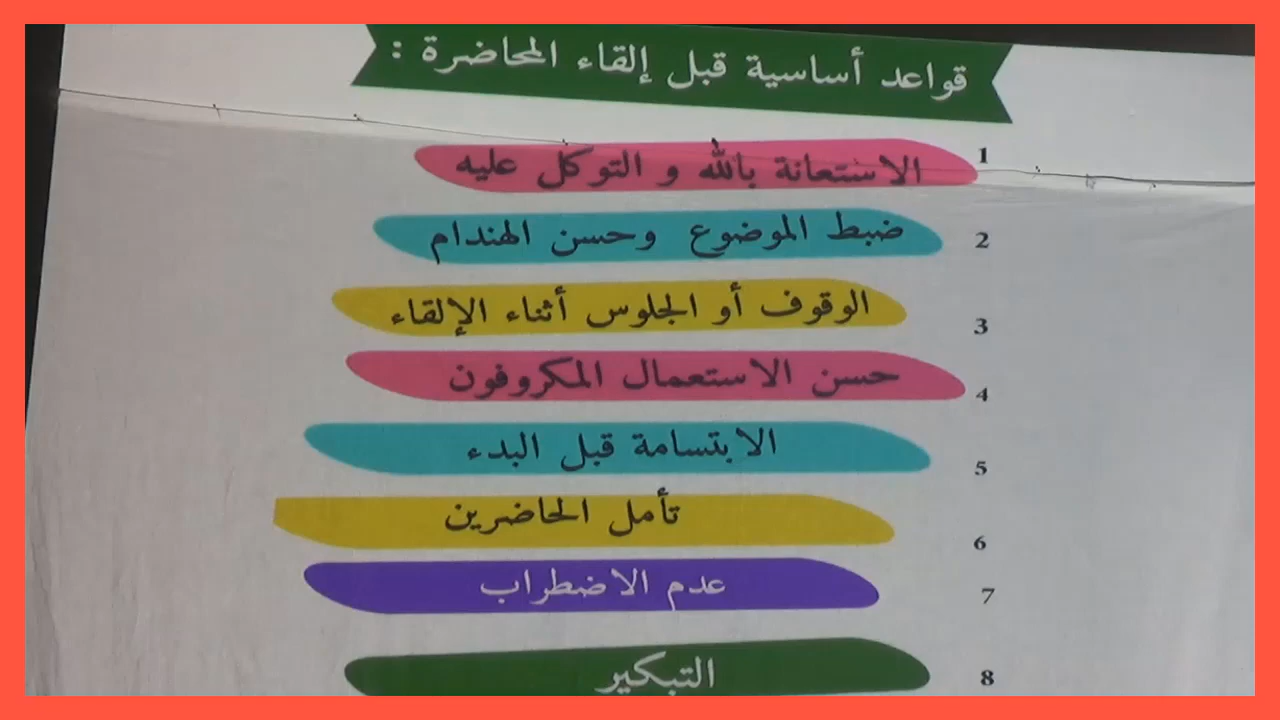 قواعد أساسية قبل إلقاء المحاضرة :
1 الاستعانة بالله و التوكل عليه
2 ضبط الموضوع وحسن الهندام
3 الوقوف أو الجلوس أثناء الإلقاء
4 حسن الاستعمال المكروفون
5 الابتسامة قبل البدء
6 تأمل الحاضرين
7 عدم الاضطراب
8 التبكير